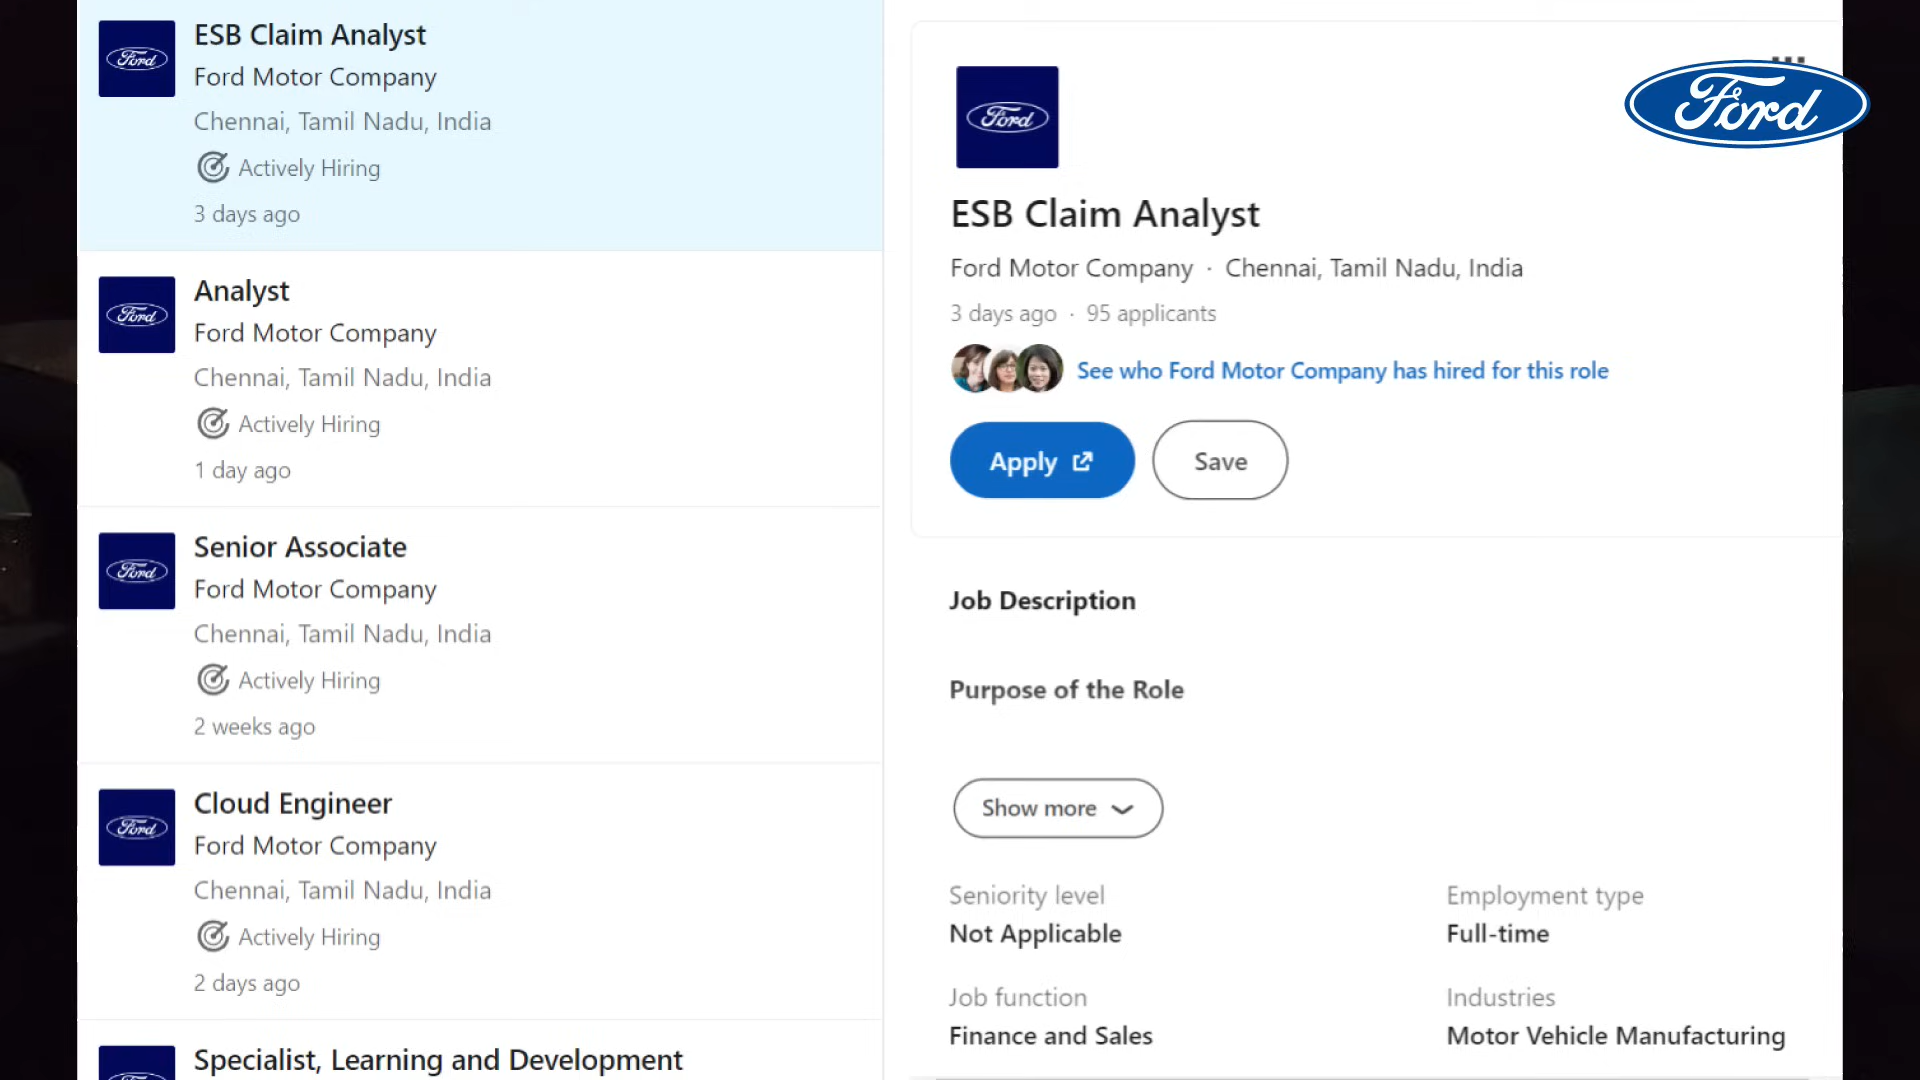 Ford
ESB Claim Analyst
Ford Motor Company
Chennai, Tamil Nadu, India
Actively Hiring
3 days ago
Ford
Analyst
Ford Motor Company
Chennai, Tamil Nadu, India
Actively Hiring
1 day ago
Ford
Senior Associate
Ford Motor Company
Chennai, Tamil Nadu, India
Actively Hiring
2 weeks ago
Ford
Cloud Engineer
Ford Motor Company
Chennai, Tamil Nadu, India
Actively Hiring
2 days ago
Specialist, Learning and Development
Ford
Ford
ESB Claim Analyst
Ford Motor Company · Chennai, Tamil Nadu, India
3 days ago · 95 applicants
See who Ford Motor Company has hired for this role
Apply
Save
Job Description
Purpose of the Role
Show more
Seniority level
Not Applicable
Employment type
Full-time
Job function
Finance and Sales
Industries
Motor Vehicle Manufacturing